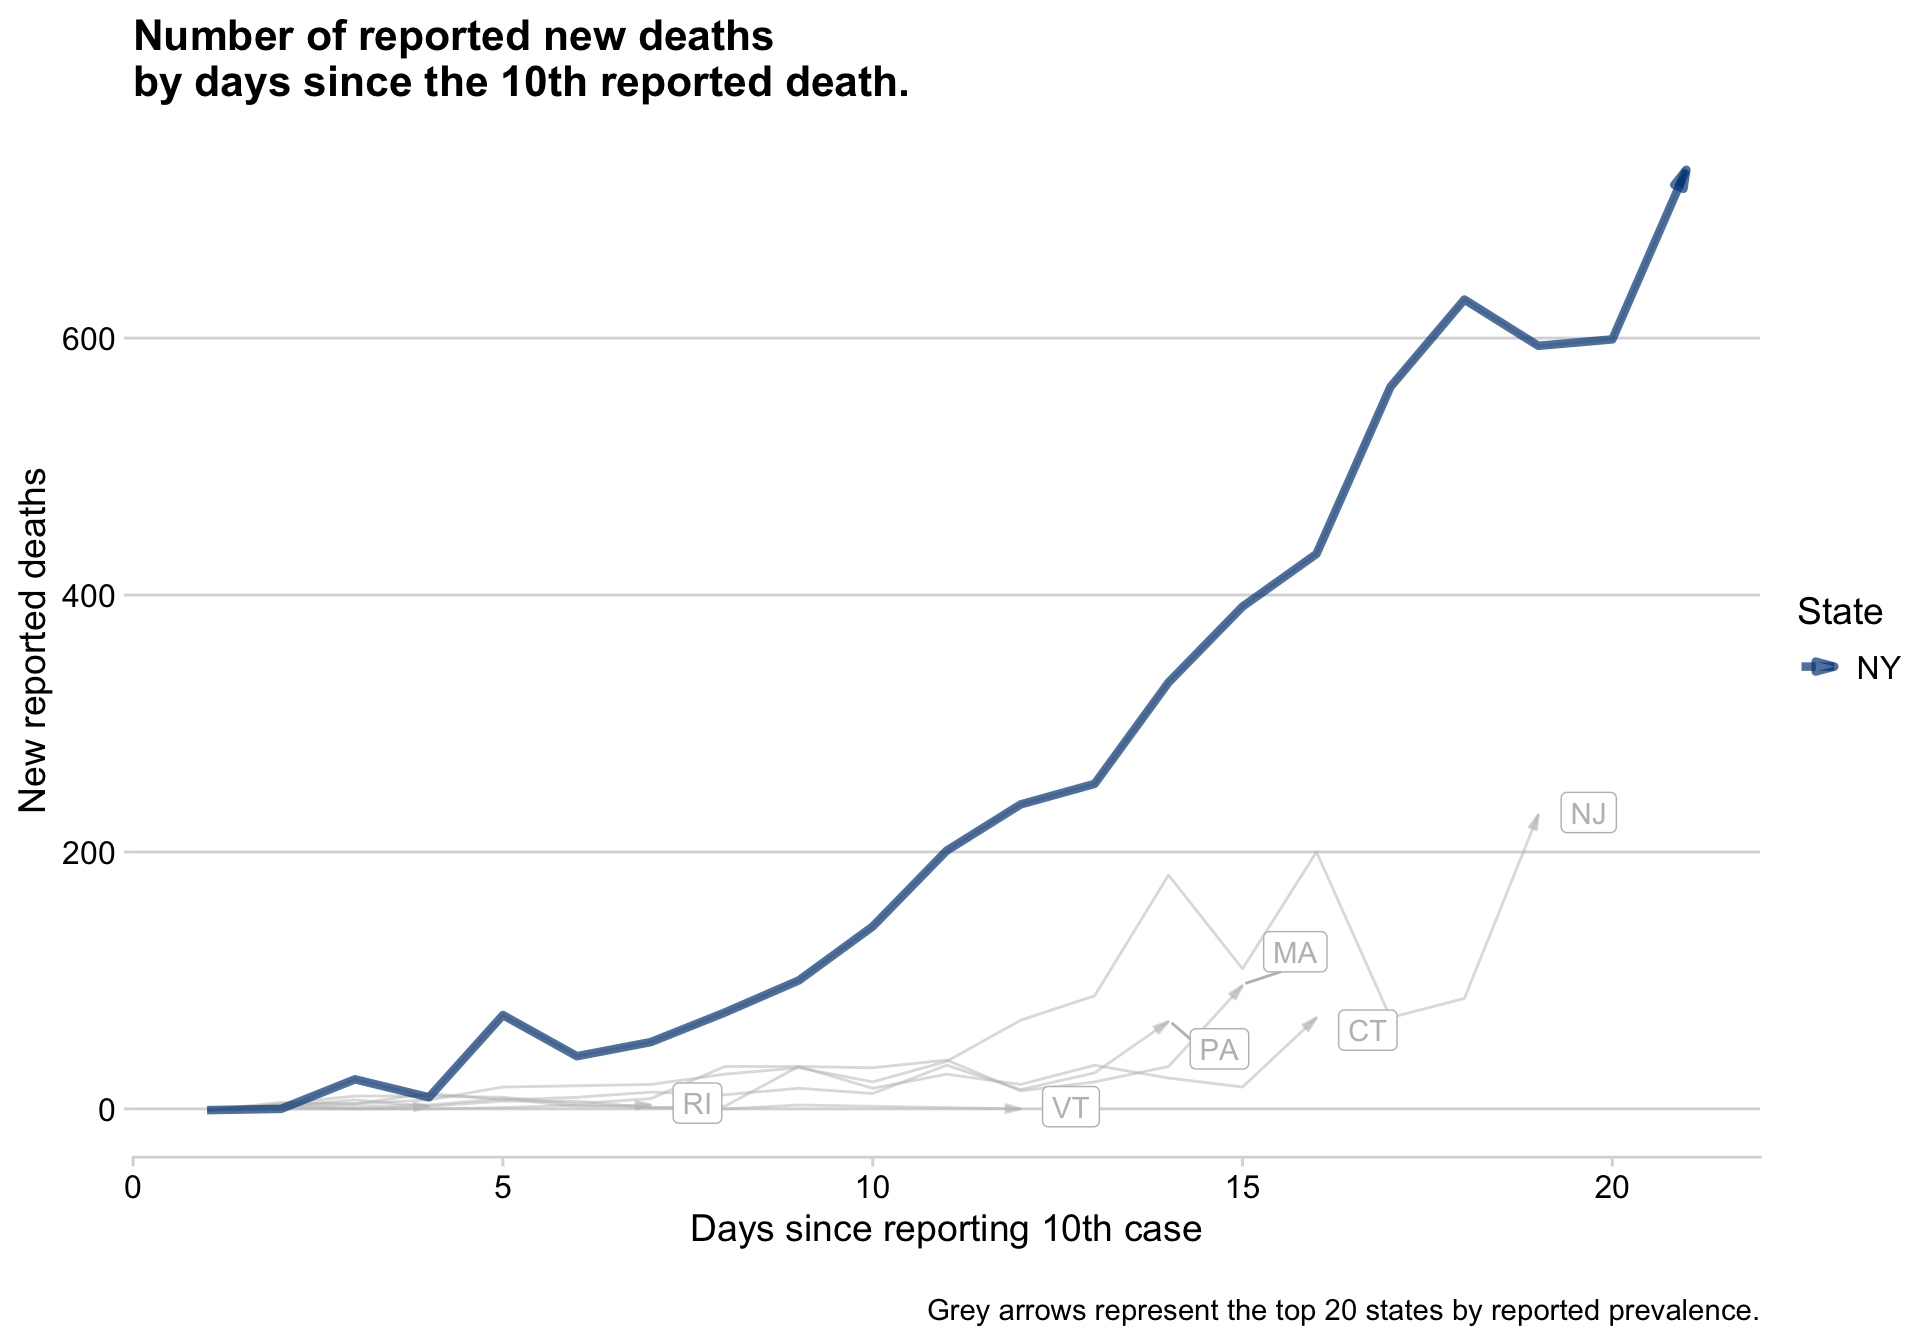 Number of reported new deaths
by days since the 10th reported death.
New reported deaths
600
400
200
0
NJ
MA
CT
PA
RI
VT
State
NY
0 5 10 15 20
Days since reporting 10th case
Grey arrows represent the top 20 states by reported prevalence.